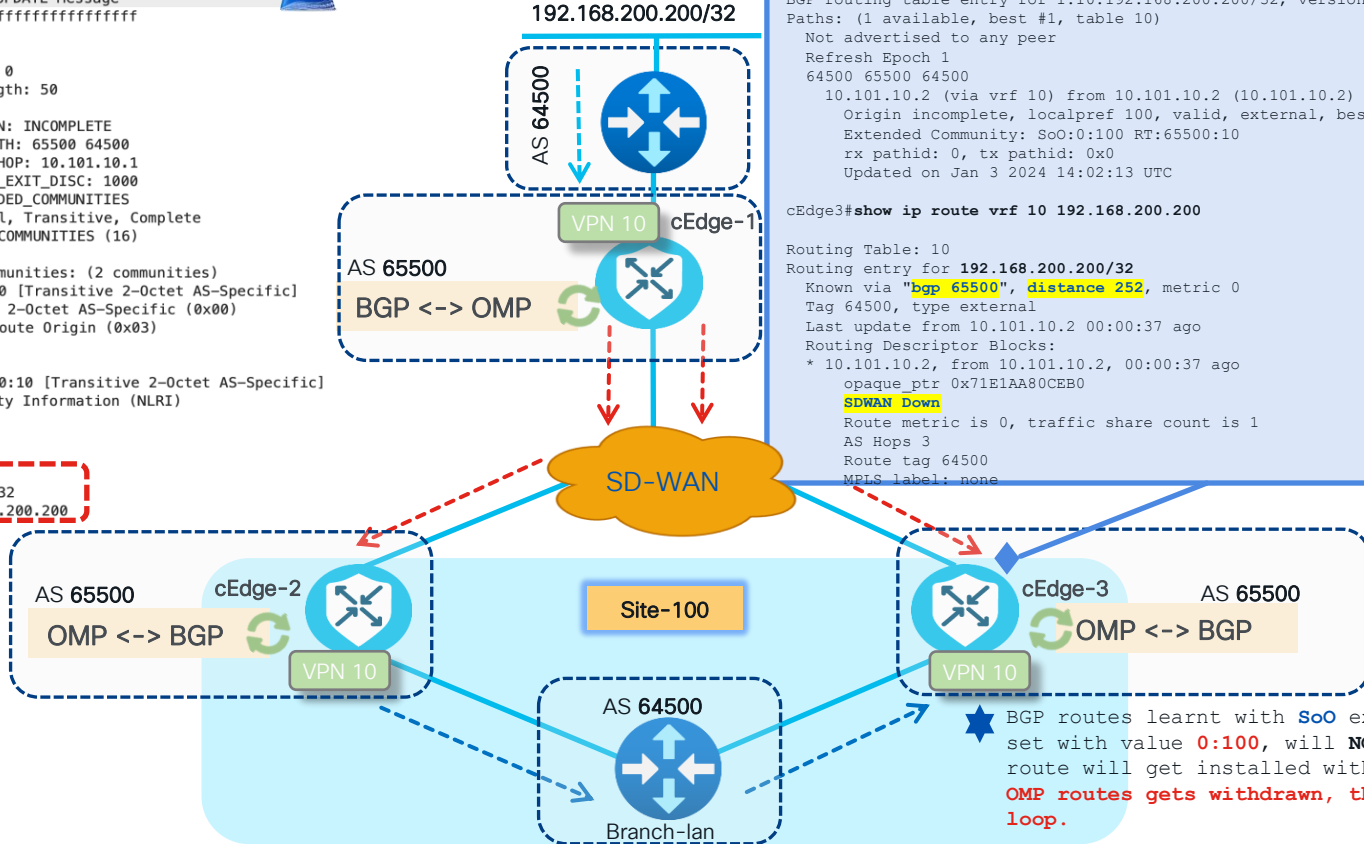 UPDATE Message
ffffffffffffffff
0
gth: 50
N: INCOMPLETE
TH: 65500 64500
HOP: 10.101.10.1
_EXIT_DISC: 1000
DED_COMMUNITIES
l, Transitive, Complete
COMMUNITIES (16)
munities: (2 communities)
0 [Transitive 2-Octet AS-Specific]
2-Octet AS-Specific (0x00)
oute Origin (0x03)
0:10 [Transitive 2-Octet AS-Specific]
ty Information (NLRI)
32
.200.200
192.168.200.200/32
AS 64500
VPN 10
cEdge-1
AS 65500
BGP <-> OMP
BGP routing table entry for 1:10:192.168.200.200/32, version
Paths: (1 available, best #1, table 10)
Not advertised to any peer
Refresh Epoch 1
64500 65500 64500
10.101.10.2 (via vrf 10) from 10.101.10.2 (10.101.10.2)
Origin incomplete, localpref 100, valid, external, bes
Extended Community: SoO:0:100 RT:65500:10
rx pathid: 0, tx pathid: 0x0
Updated on Jan 3 2024 14:02:13 UTC
cEdge3#show ip route vrf 10 192.168.200.200
Routing Table: 10
Routing entry for 192.168.200.200/32
Known via "bgp 65500", distance 252, metric 0
Tag 64500, type external
Last update from 10.101.10.2 00:00:37 ago
Routing Descriptor Blocks:
* 10.101.10.2, from 10.101.10.2, 00:00:37 ago
opaque_ptr 0x71E1AA80CEB0
SDWAN Down
Route metric is 0, traffic share count is 1
AS Hops 3
Route tag 64500
MPLS label: none
SD-WAN
AS 65500
cEdge-2
OMP <-> BGP
VPN 10
Site-100
cEdge-3
AS 65500
OMP <-> BGP
VPN 10
AS 64500
Branch-lan
BGP routes learnt with SoO ex
set with value 0:100, will NO
route will get installed with
OMP routes gets withdrawn, th
loop.